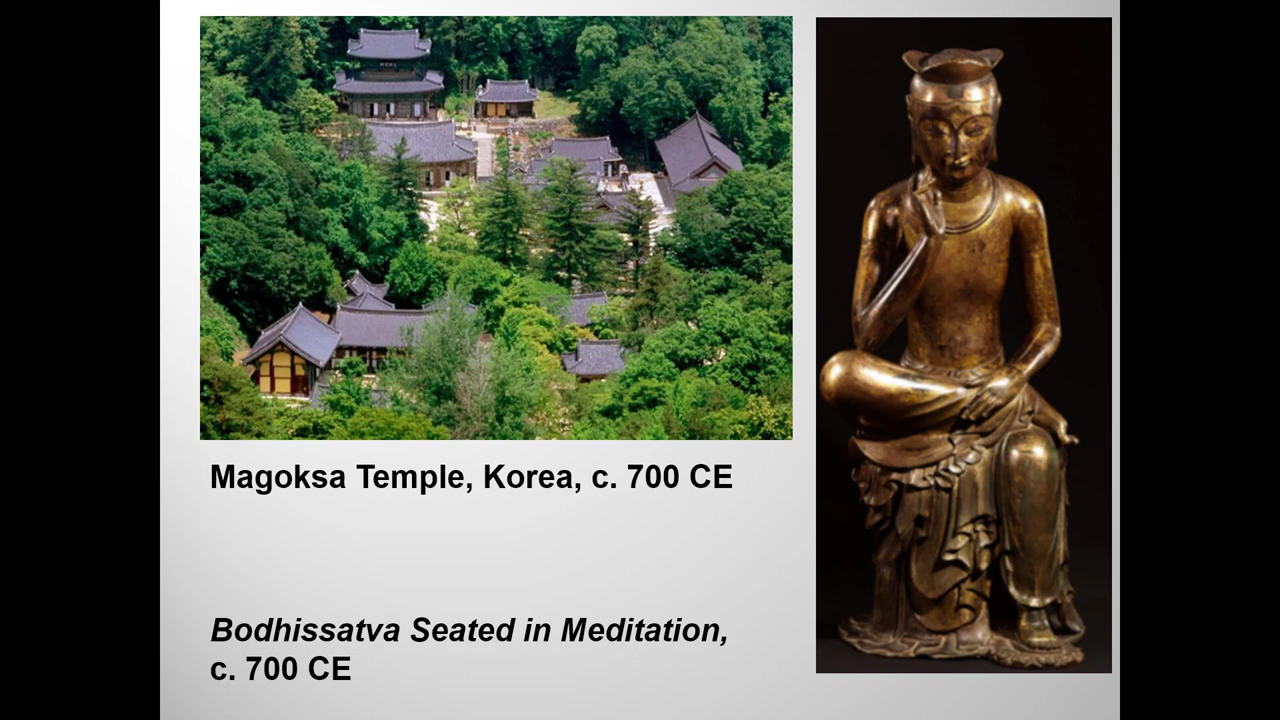 Magoksa Temple, Korea, c. 700 CE
Bodhissatva Seated in Meditation,
c. 700 CE